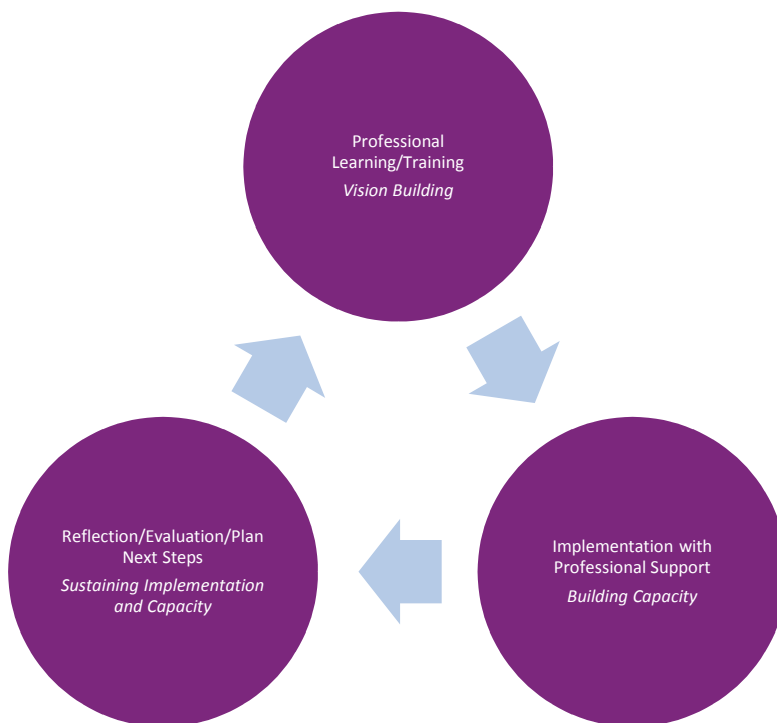 Professional
Learning/Training
Vision Building
Implementation with
Professional Support
Building Capacity
Reflection/Evaluation/Plan
Next Steps
Sustaining Implementation
and Capacity